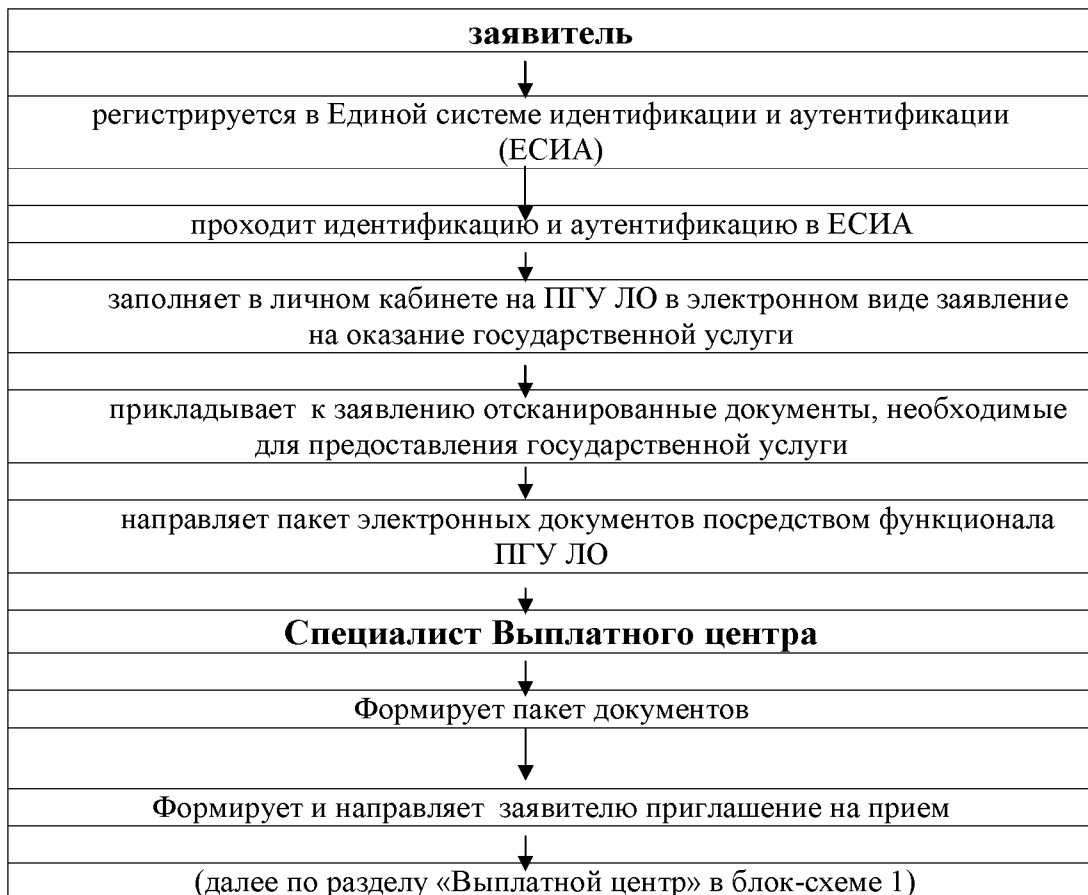 заявитель
регистрируется в Единой системе идентификации и аутентификации
(ЕСИА)
проходит идентификацию и аутентификацию в ЕСИА
заполняет в личном кабинете на ПГУ ЛО в электронном виде заявление
на оказание государственной услуги
прикладывает к заявлению отсканированные документы, необходимые
для предоставления государственной услуги
направляет пакет электронных документов посредством функционала
ПГУ ЛО
Специалист Выплатного центра
Формирует пакет документов
Формирует и направляет заявителю приглашение на прием
(далее по разделу «Выплатной центр» в блок-схеме 1)